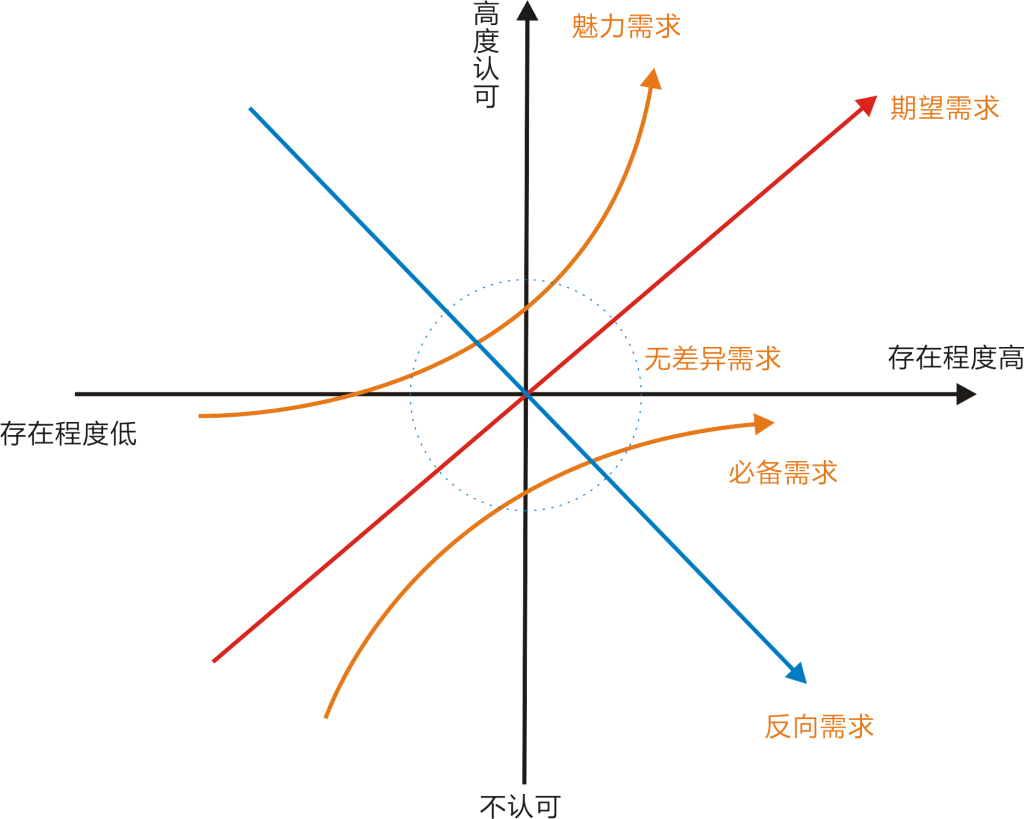 高度认可
魅力需求
期望需求
无差异需求
存在程度高
存在程度低
必备需求
反向需求
不认可